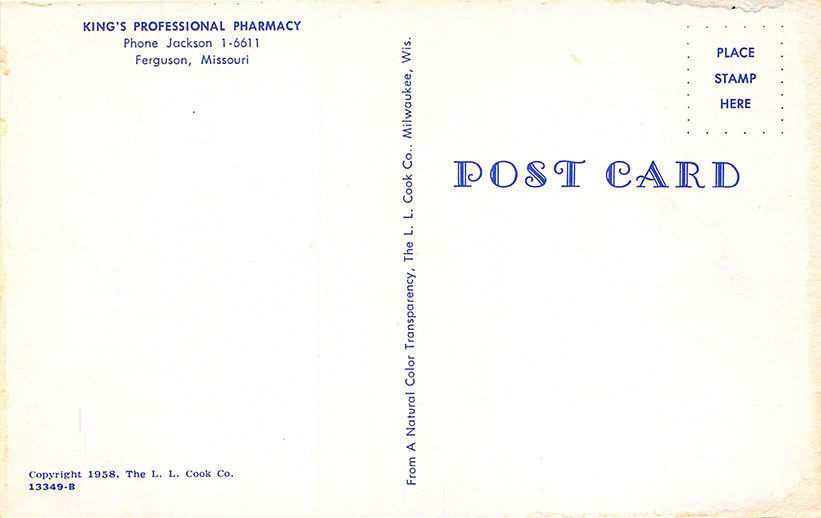 KING'S PROFESSIONAL PHARMACY
Phone Jackson 1-6611
Ferguson, Missouri
Copyright 1958, The L. L. Cook Co.
13349-B
From A Natural Color Transparency, The L. L. Cook Co., Milwaukee, Wis.
PLACE
STAMP
HERE
POST CARD